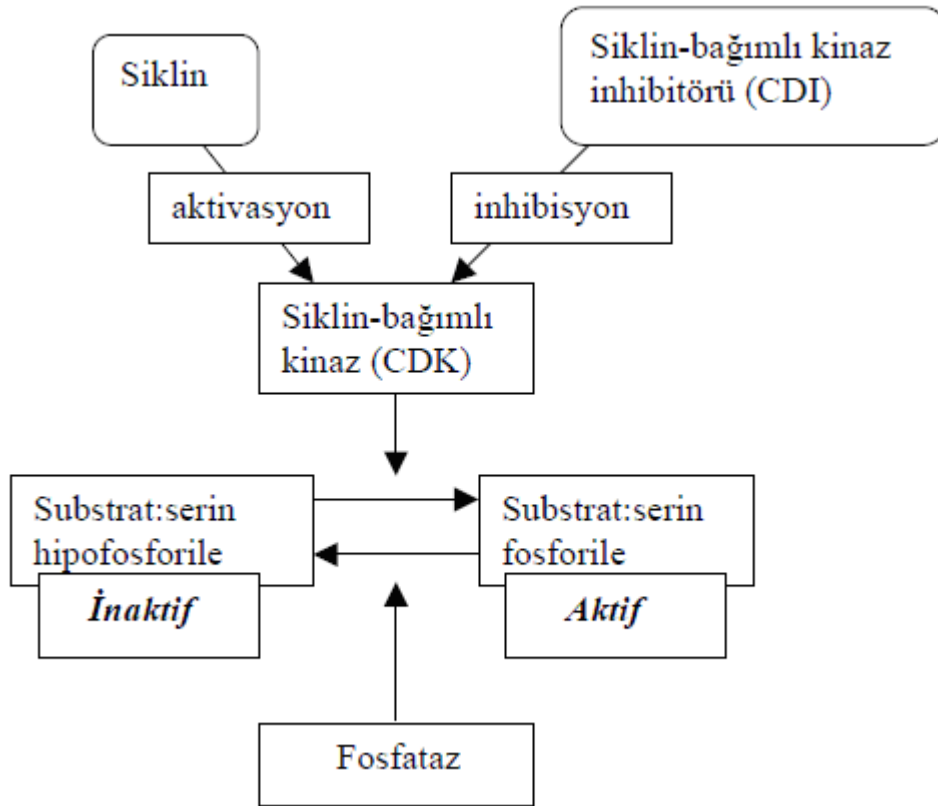 Siklin
Siklin-bağımlı kinaz
inhibitörü (CDI)
aktivasyon
inhibisyon
Siklin-bağımlı
kinaz (CDK)
Substrat:serin
hipofosforile
İnaktif
Substrat:serin
fosforile
Aktif
Fosfataz